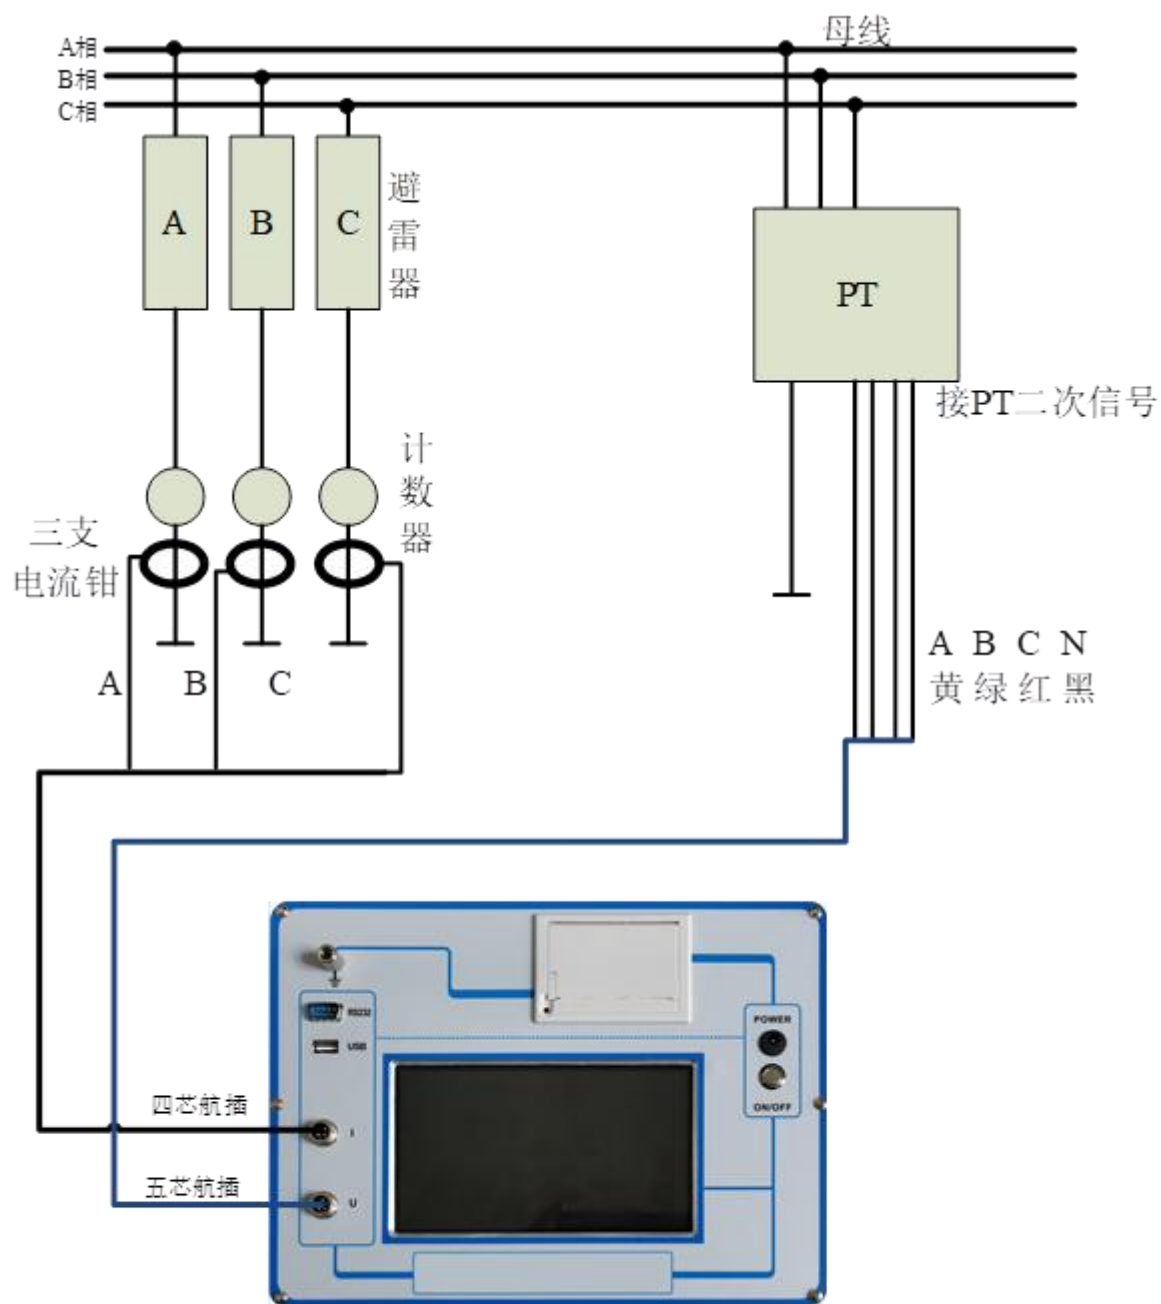 母线
A相
B相
C相
A
B
C
避雷器
PT
接PT二次信号
计数器
三支
电流钳
A
B
C
A B C N
黄 绿 红 黑
RS232
USB
POWER
ON/OFF
四芯航插
I
五芯航插
U